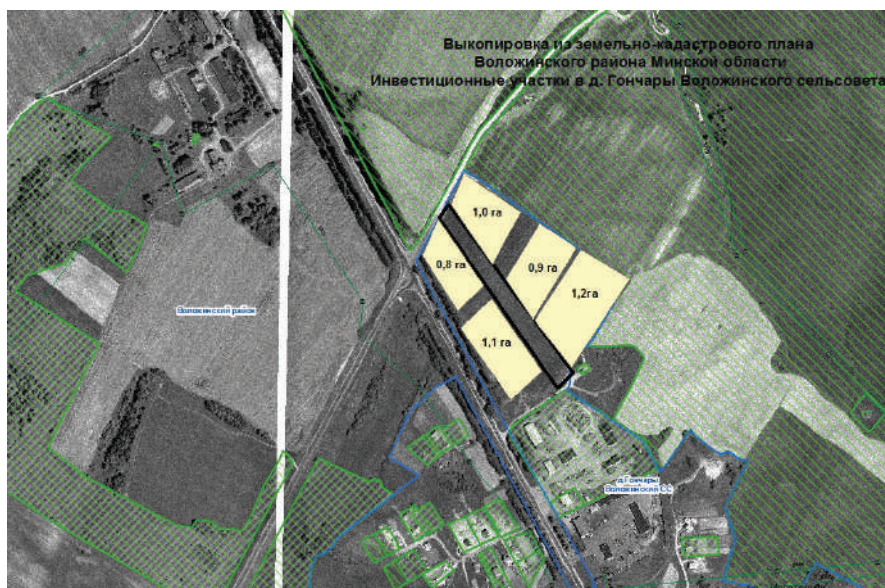 Выкопировка из земельно-кадастрового плана
Воложинского района Минской области
Инвестиционные участки в д. Гончары Воложинского сельсовета
1,0 га
0,8 га
0,9 га
1,2га
1,1 га
Воложинский район
д.Гончары
Воложинский СС